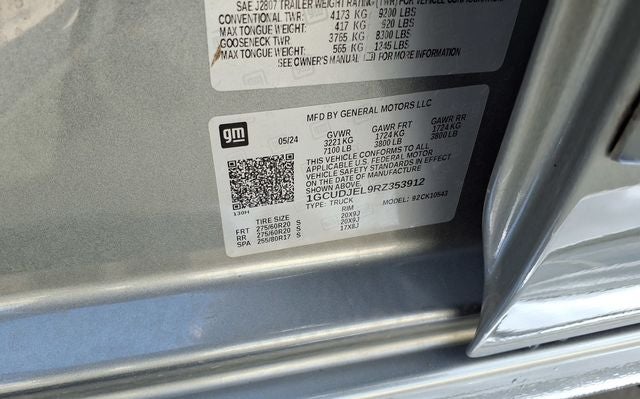 SAE J2807 TRAILER WEIGHT RATING (TWR) FOR VEHICLE CONFIGURATION
CONVENTIONAL TWR: 4173 KG / 9200 LBS
MAX TONGUE WEIGHT: 417 KG / 920 LBS
GOOSENECK TWR: 3765 KG / 8300 LBS
MAX TONGUE WEIGHT: 565 KG / 1245 LBS
SEE OWNER'S MANUAL FOR MORE INFORMATION
gm
MFD BY GENERAL MOTORS LLC
05/24 GVWR GAWR FRT GAWR RR
3221 KG 1724 KG 1724 KG
7100 LB 3800 LB 3800 LB
THIS VEHICLE CONFORMS TO ALL
APPLICABLE U.S. FEDERAL MOTOR
VEHICLE SAFETY STANDARDS IN EFFECT
ON THE DATE OF MANUFACTURE
SHOWN ABOVE.
1GCUDJEL9RZ353912
TYPE: TRUCK 92CK10543
130H
TIRE SIZE RIM
FRT 275/60R20 S 20X9J
RR 275/60R20 S 20X9J
SPA 255/80R17 S 17X8J